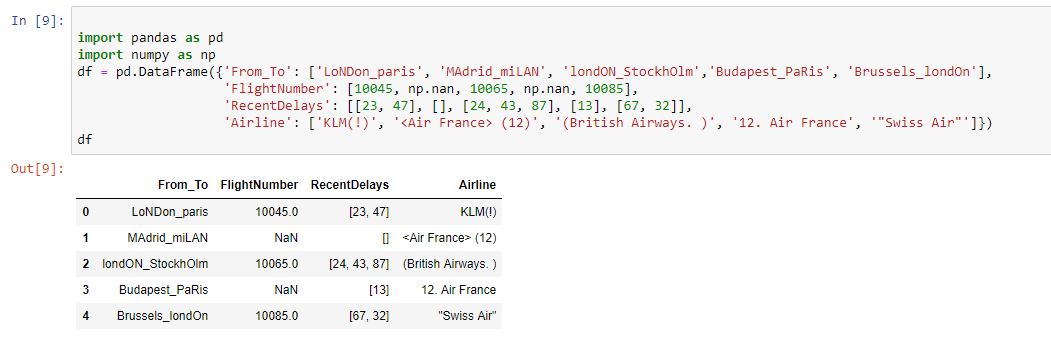 In [9]:
import pandas as pd
import numpy as np
df = pd.DataFrame({'From_To': ['LoNDon_paris', 'MAdrid_miLAN', 'londON_StockhOlm','Budapest_PaRis', 'Brussels_londOn'],
'FlightNumber': [10045, np.nan, 10065, np.nan, 10085],
'RecentDelays': [[23, 47], [], [24, 43, 87], [13], [67, 32]],
'Airline': ['KLM(!)', '<Air France> (12)', '(British Airways. )', '12. Air France', '"Swiss Air"']})
df
Out[9]:
From_To FlightNumber RecentDelays Airline
0 LoNDon_paris 10045.0 [23, 47] KLM(!)
1 MAdrid_miLAN NaN [] <Air France> (12)
2 londON_StockhOlm 10065.0 [24, 43, 87] (British Airways. )
3 Budapest_PaRis NaN [13] 12. Air France
4 Brussels_londOn 10085.0 [67, 32] "Swiss Air"